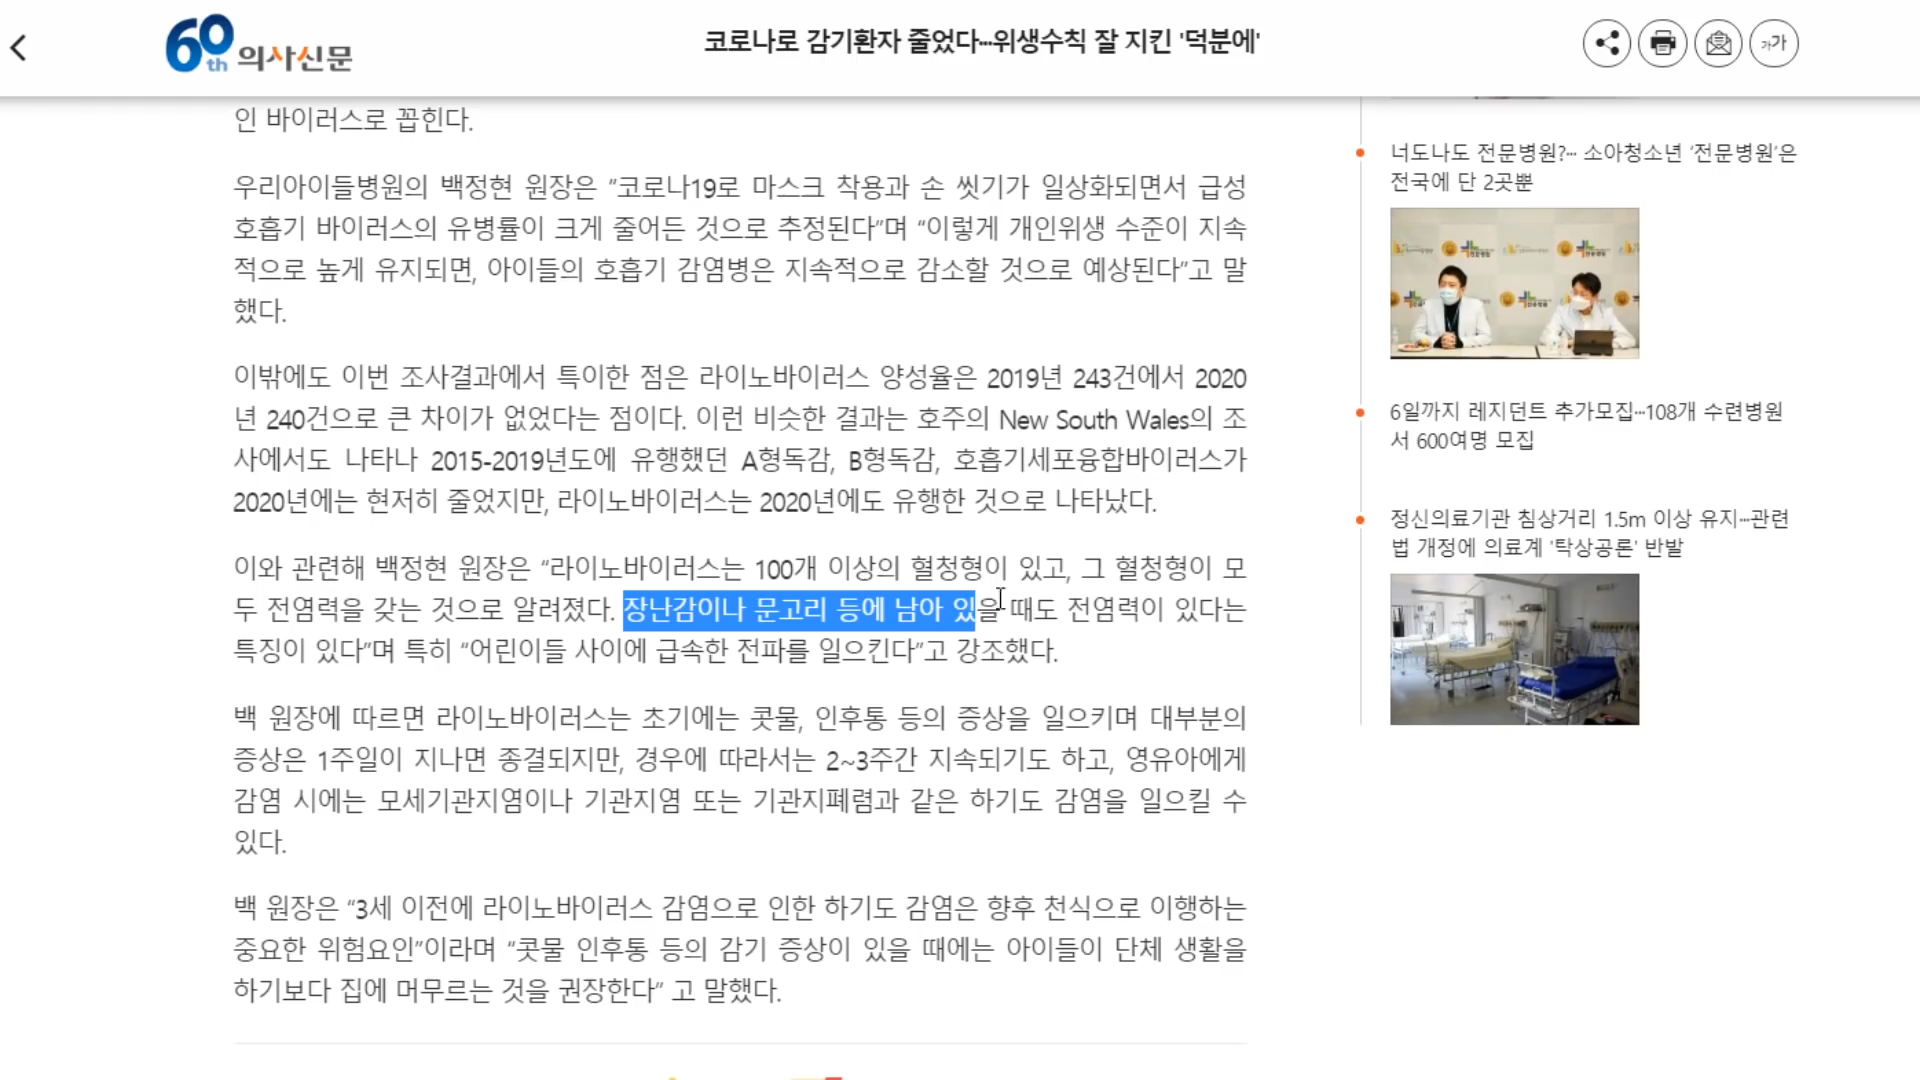 60th 의사신문
코로나로 감기환자 줄었다…위생수칙 잘 지킨 '덕분에'
가가
인 바이러스로 꼽힌다.
우리아이들병원의 백정현 원장은 “코로나19로 마스크 착용과 손 씻기가 일상화되면서 급성
호흡기 바이러스의 유병률이 크게 줄어든 것으로 추정된다”며 “이렇게 개인위생 수준이 지속
적으로 높게 유지되면, 아이들의 호흡기 감염병은 지속적으로 감소할 것으로 예상된다”고 말
했다.
이밖에도 이번 조사결과에서 특이한 점은 라이노바이러스 양성율은 2019년 243건에서 2020
년 240건으로 큰 차이가 없었다는 점이다. 이런 비슷한 결과는 호주의 New South Wales의 조
사에서도 나타나 2015-2019년도에 유행했던 A형독감, B형독감, 호흡기세포융합바이러스가
2020년에는 현저히 줄었지만, 라이노바이러스는 2020년에도 유행한 것으로 나타났다.
이와 관련해 백정현 원장은 “라이노바이러스는 100개 이상의 혈청형이 있고, 그 혈청형이 모
두 전염력을 갖는 것으로 알려졌다. 장난감이나 문고리 등에 남아 있을 때도 전염력이 있다는
특징이 있다”며 특히 “어린이들 사이에 급속한 전파를 일으킨다”고 강조했다.
백 원장에 따르면 라이노바이러스는 초기에는 콧물, 인후통 등의 증상을 일으키며 대부분의
증상은 1주일이 지나면 종결되지만, 경우에 따라서는 2~3주간 지속되기도 하고, 영유아에게
감염 시에는 모세기관지염이나 기관지염 또는 기관지폐렴과 같은 하기도 감염을 일으킬 수
있다.
백 원장은 “3세 이전에 라이노바이러스 감염으로 인한 하기도 감염은 향후 천식으로 이행하는
중요한 위험요인”이라며 “콧물 인후통 등의 감기 증상이 있을 때에는 아이들이 단체 생활을
하기보다 집에 머무르는 것을 권장한다” 고 말했다.
너도나도 전문병원?… 소아청소년 ‘전문병원’은
전국에 단 2곳뿐
6일까지 레지던트 추가모집…108개 수련병원
서 600여명 모집
정신의료기관 침상거리 1.5m 이상 유지…관련
법 개정에 의료계 '탁상공론' 반발